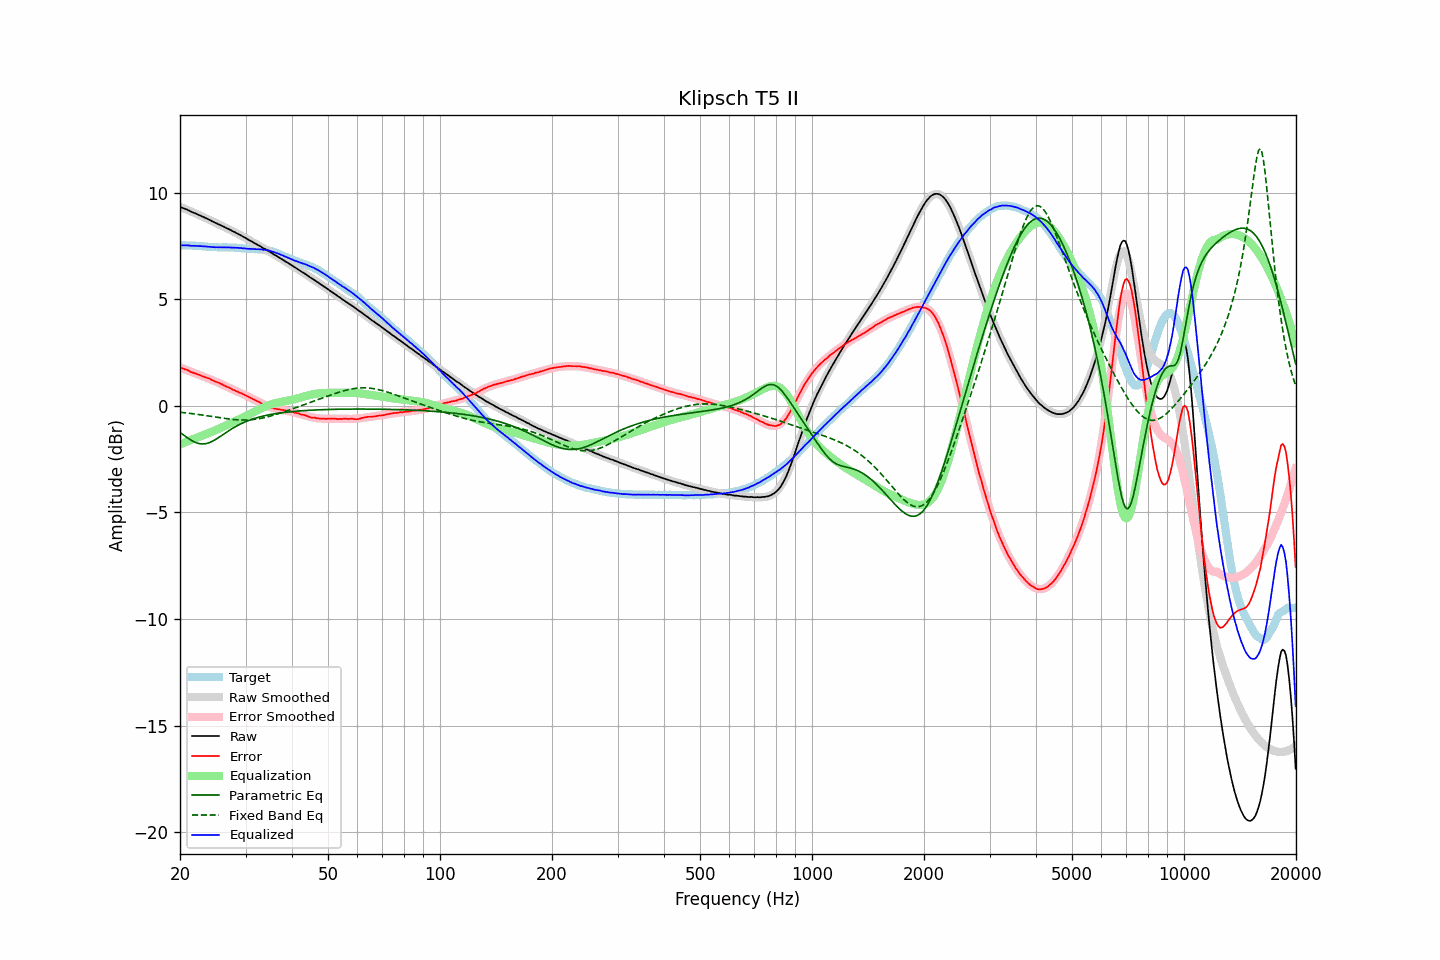 Klipsch T5 II
Amplitude (dBr)
10
5
0
−5
−10
−15
−20
Target
Raw Smoothed
Error Smoothed
Raw
Error
Equalization
Parametric Eq
Fixed Band Eq
Equalized
20 50 100 200 500 1000 2000 5000 10000 20000
Frequency (Hz)